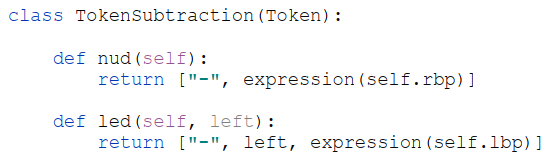 class TokenSubtraction(Token):
    def nud(self):
        return ["-", expression(self.rbp)]
    def led(self, left):
        return ["-", left, expression(self.lbp)]